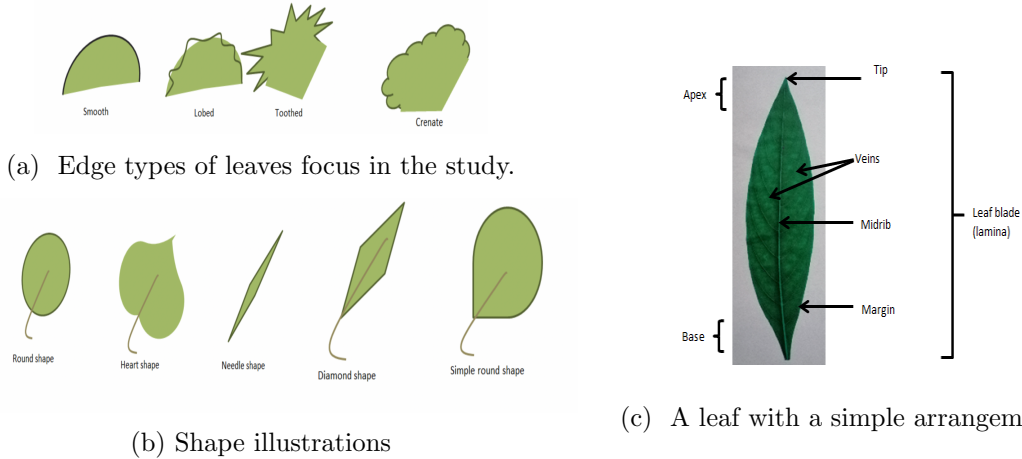 Smooth
Lobed
Toothed
Crenate
(a) Edge types of leaves focus in the study.
Round shape
Heart shape
Needle shape
Diamond shape
Simple round shape
(b) Shape illustrations
Tip
Apex
Veins
Midrib
Leaf blade
(lamina)
Margin
Base
(c) A leaf with a simple arrangem